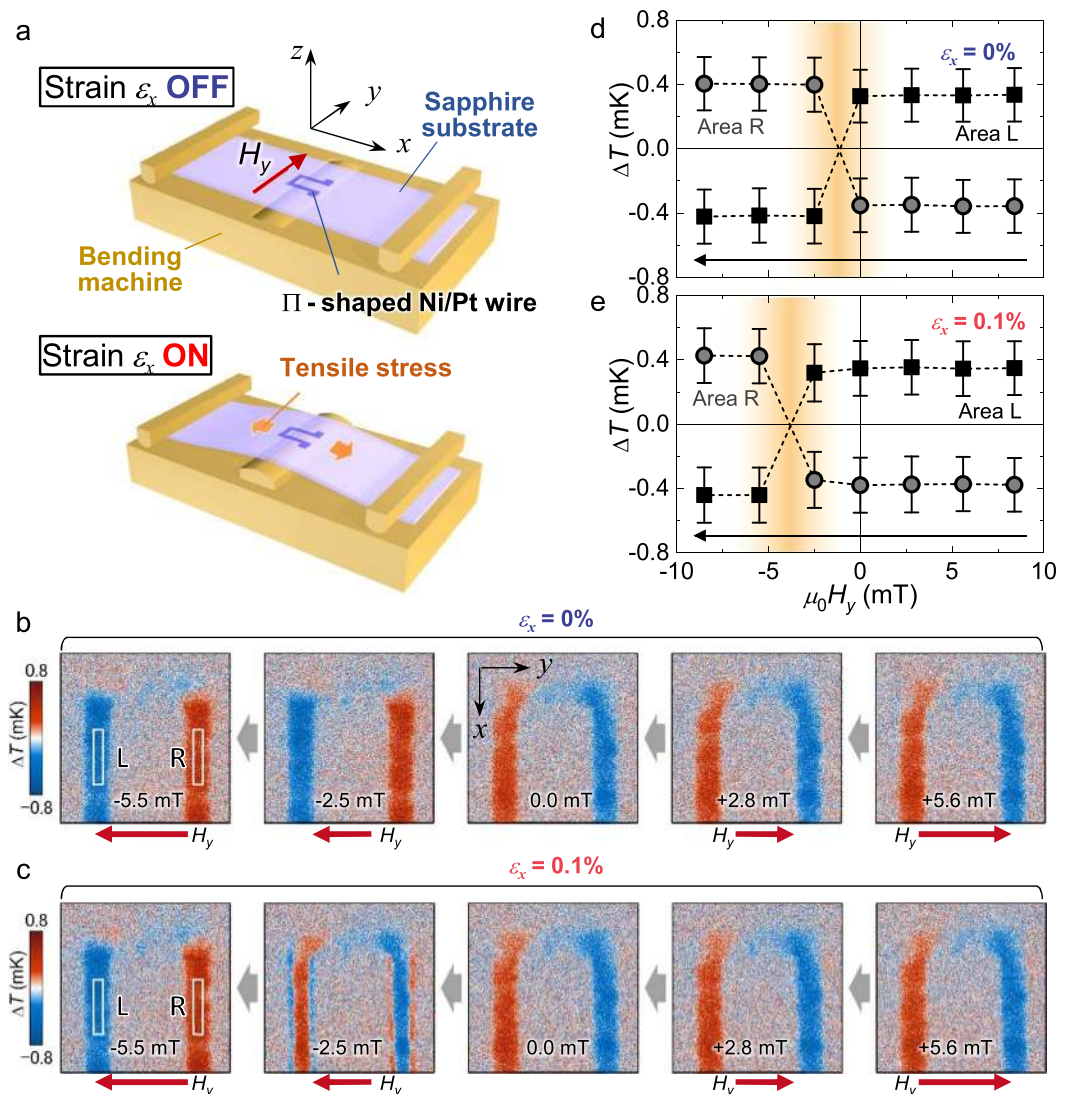 a
Strain εx OFF
z
y
x
Hy
Sapphire
substrate
Bending
machine
Π - shaped Ni/Pt wire
Strain εx ON
Tensile stress
d
εx = 0%
0.8
0.4
0.0
-0.4
-0.8
ΔT (mK)
Area R
Area L
e
εx = 0.1%
0.8
0.4
0.0
-0.4
-0.8
ΔT (mK)
Area R
Area L
-10 -5 0 5 10
μ0Hy (mT)
b
εx = 0%
0.8
ΔT (mK)
−0.8
L R
y
x
-5.5 mT -2.5 mT 0.0 mT +2.8 mT +5.6 mT
Hy Hy Hy Hy
c
εx = 0.1%
0.8
ΔT (mK)
−0.8
L R
-5.5 mT -2.5 mT 0.0 mT +2.8 mT +5.6 mT
Hy Hy Hy Hy